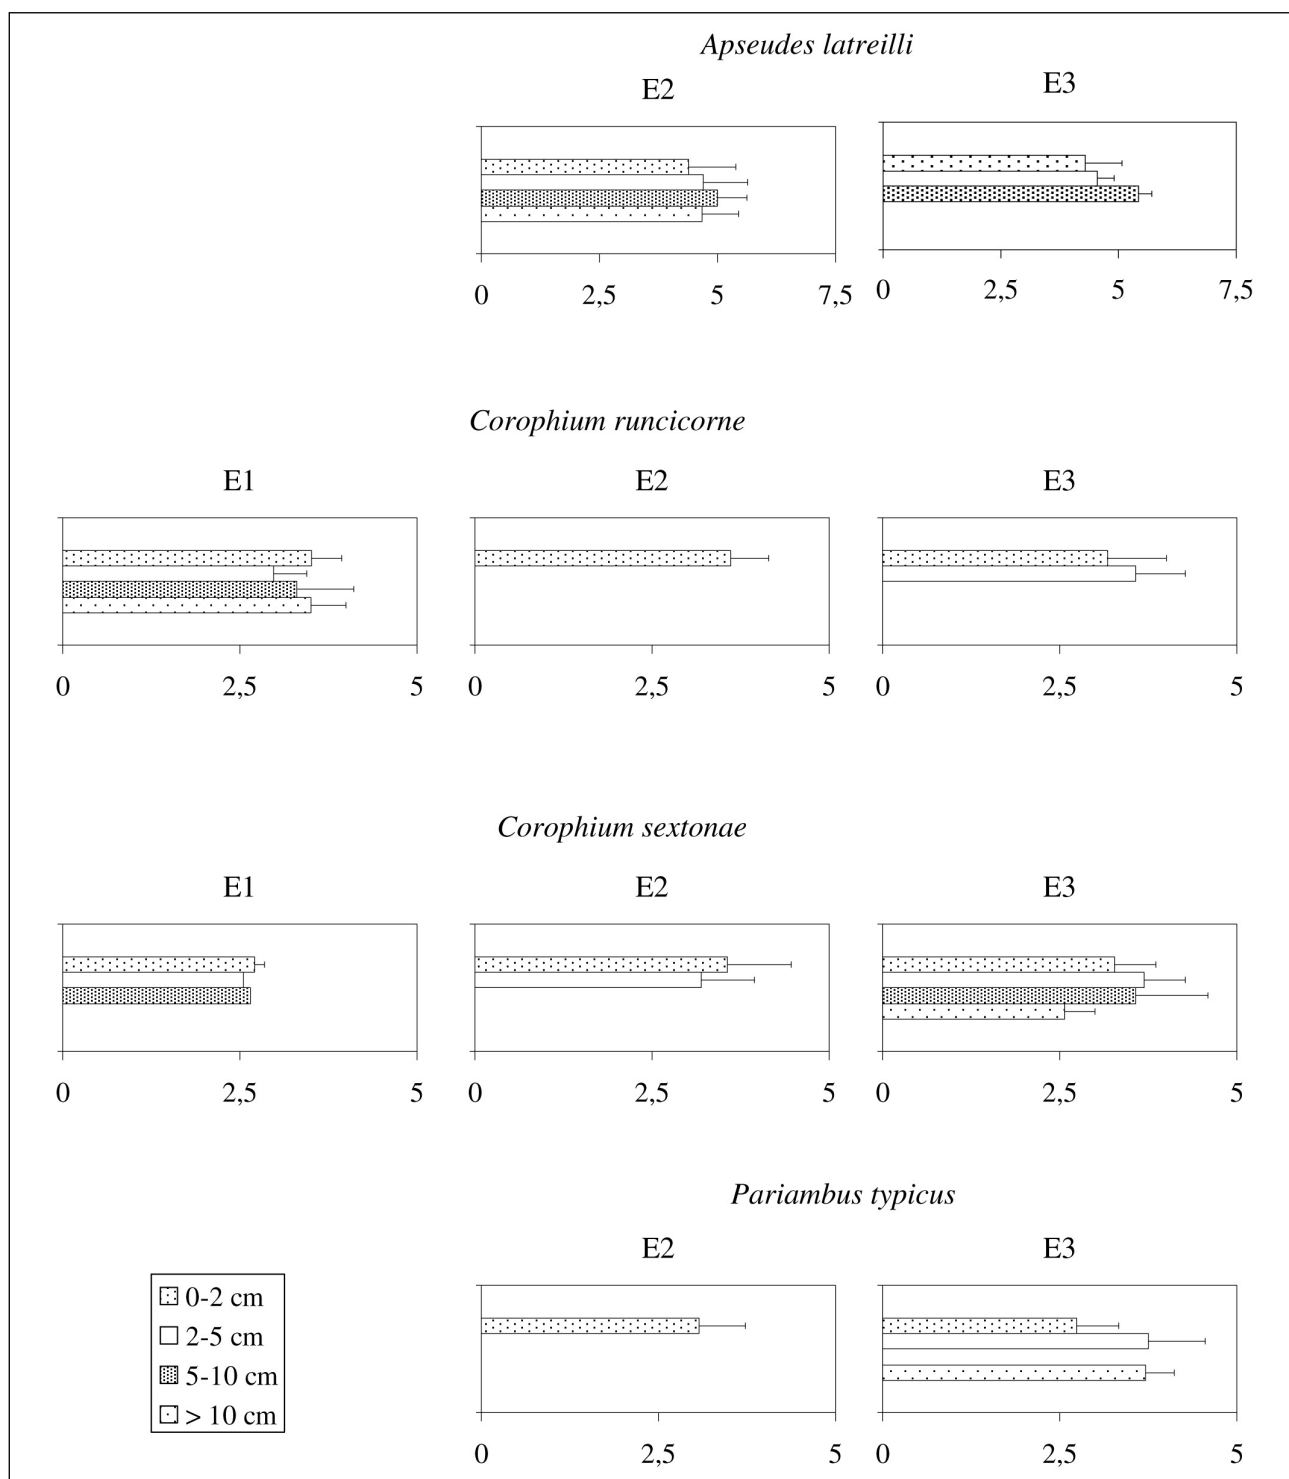 Apseudes latreilli
E2 E3
0 2,5 5 7,5 0 2,5 5 7,5
Corophium runcicorne
E1 E2 E3
0 2,5 5 0 2,5 5 0 2,5 5
Corophium sextonae
E1 E2 E3
0 2,5 5 0 2,5 5 0 2,5 5
Pariambus typicus
E2 E3
0-2 cm
2-5 cm
5-10 cm
> 10 cm
0 2,5 5 0 2,5 5